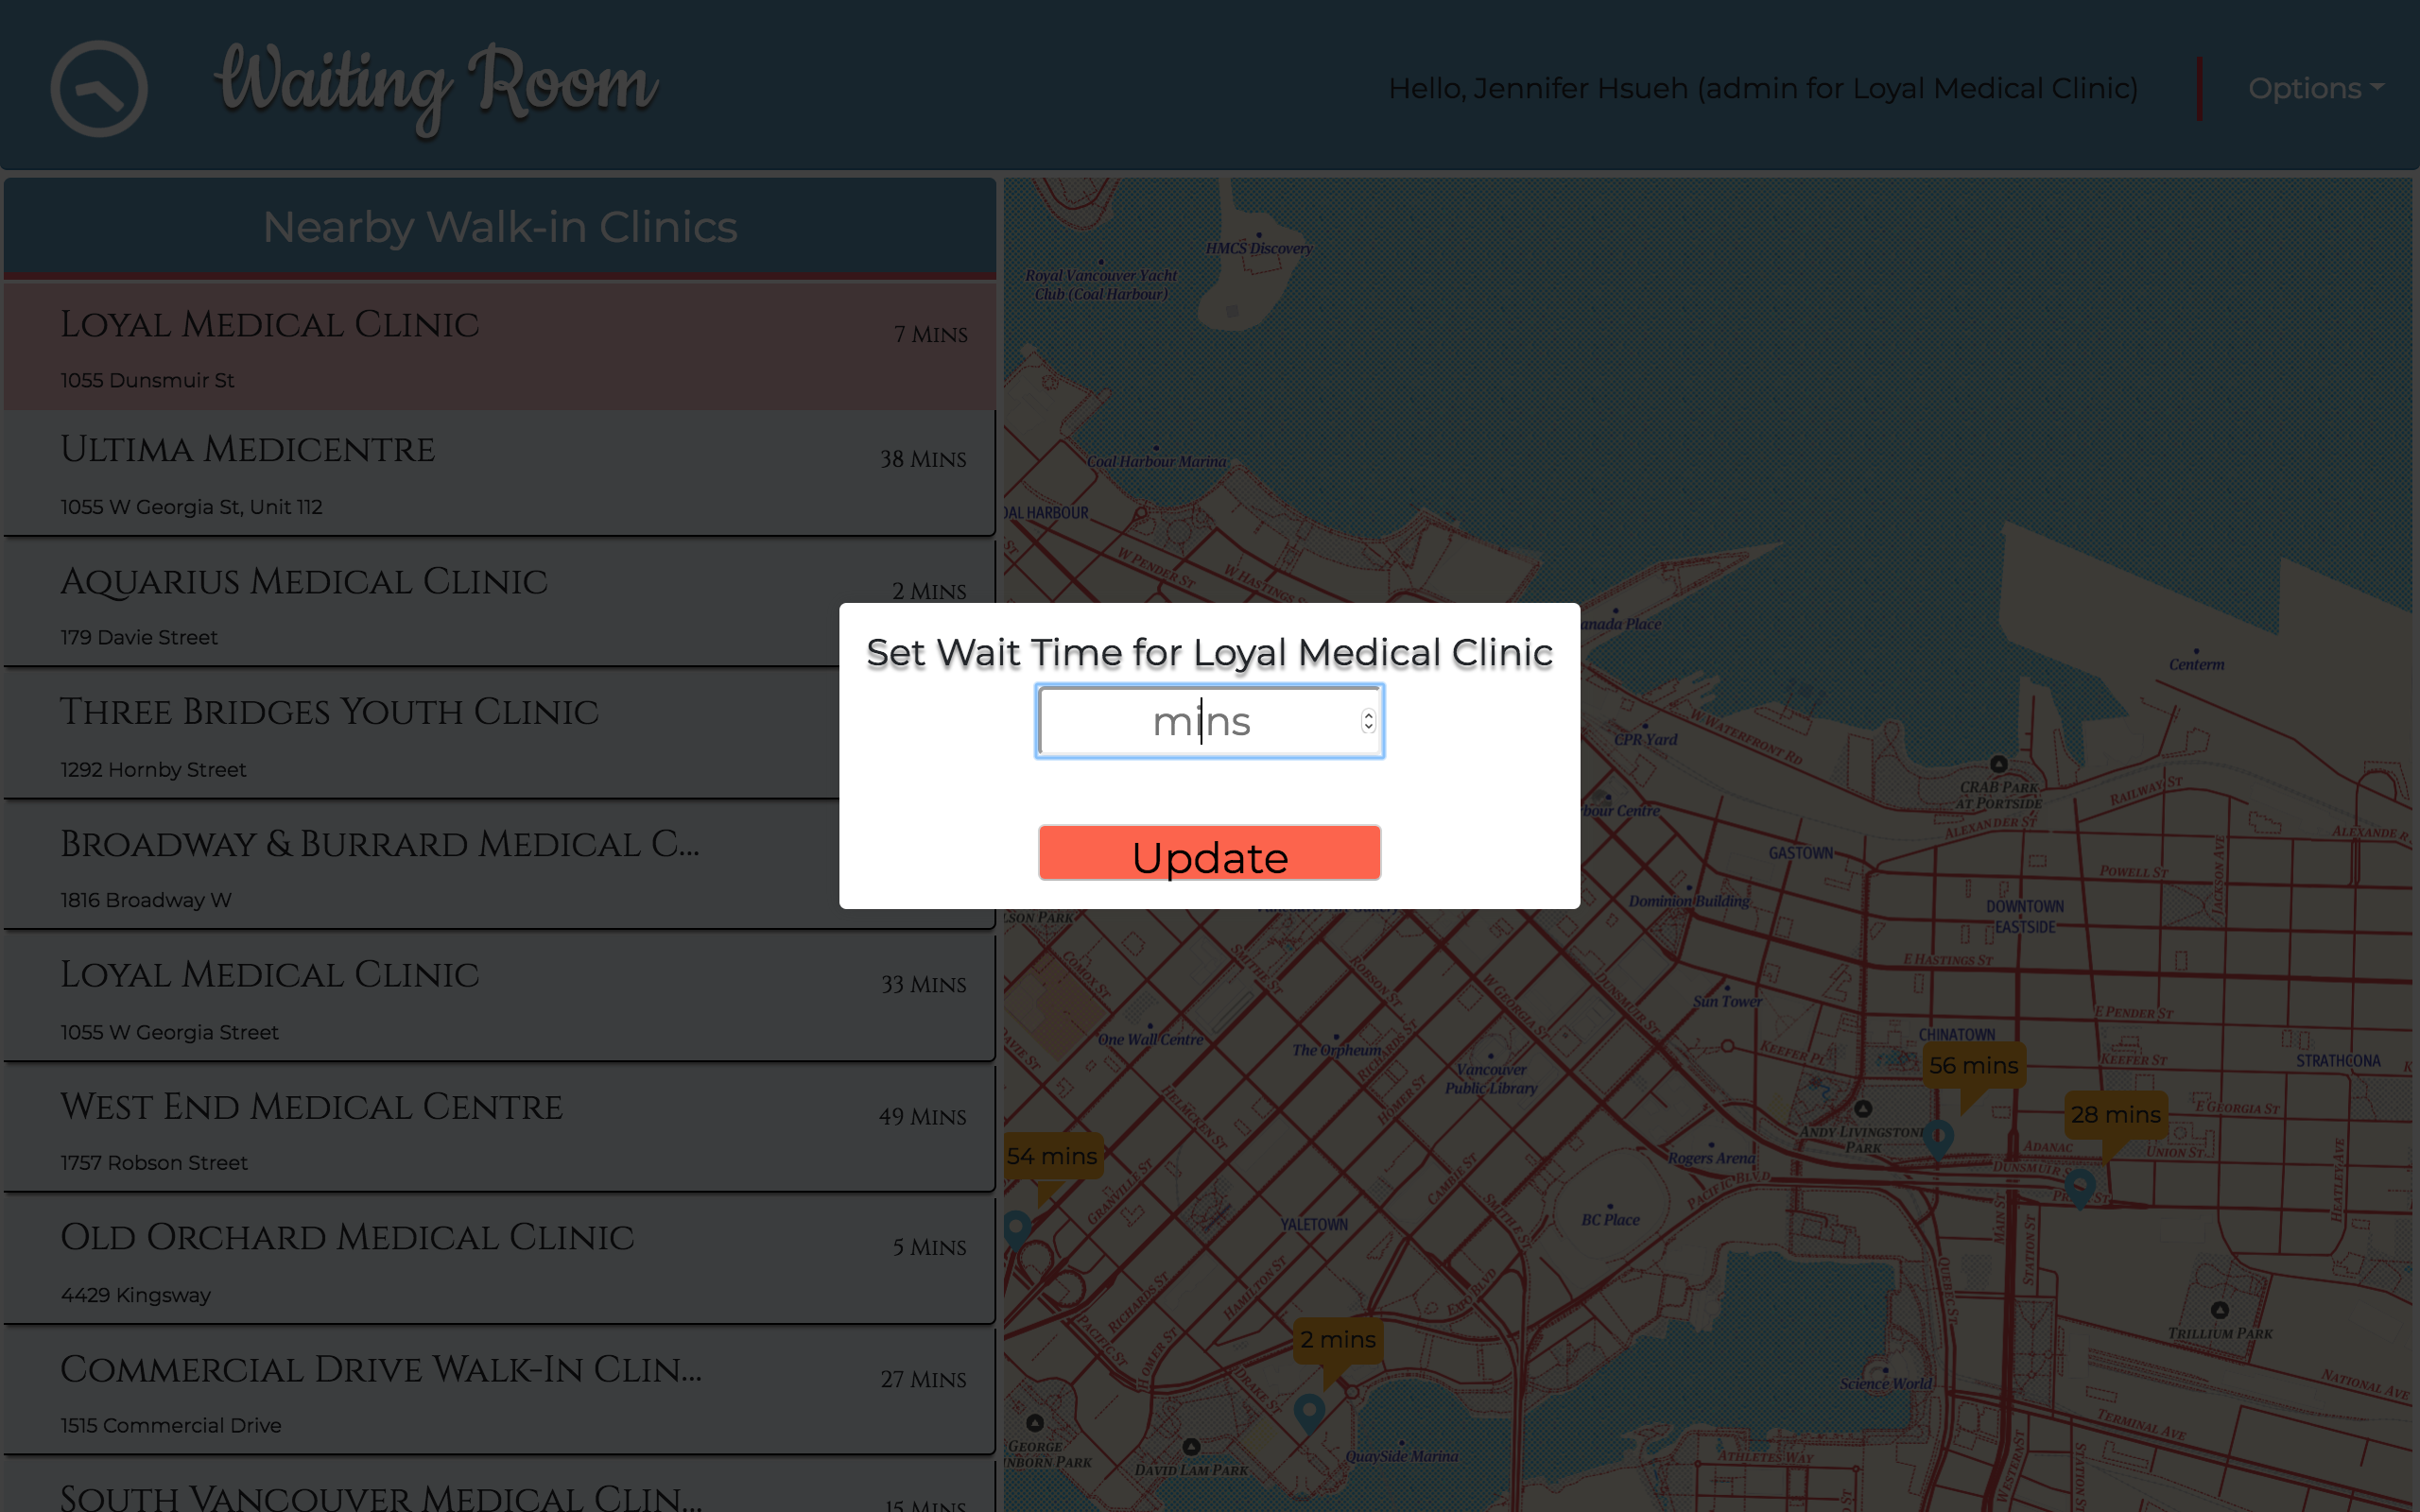 Waiting Room
Hello, Jennifer Hsueh (admin for Loyal Medical Clinic)
Options
Nearby Walk-in Clinics
Loyal Medical Clinic
7 Mins
1055 Dunsmuir St
Ultima Medicentre
38 Mins
1055 W Georgia St, Unit 112
Aquarius Medical Clinic
2 Mins
179 Davie Street
Three Bridges Youth Clinic
1292 Hornby Street
Broadway & Burrard Medical C...
1816 Broadway W
Loyal Medical Clinic
33 Mins
1055 W Georgia Street
West End Medical Centre
49 Mins
1757 Robson Street
Old Orchard Medical Clinic
5 Mins
4429 Kingsway
Commercial Drive Walk-In Clin...
27 Mins
1515 Commercial Drive
South Vancouver Medical Clin...
15 Mins
Set Wait Time for Loyal Medical Clinic
mins
Update
HMCS Discovery
Royal Vancouver Yacht
Club (Coal Harbour)
Coal Harbour Marina
OAL HARBOUR
W PENDER ST
W HASTINGS S
anada Place
Centerm
W WATERFRONT RD
CPR Yard
CRAB PARK
AT PORTSIDE
RAILWAY ST
bour Centre
ALEXANDER ST
ALEXANDE R
GASTOWN
POWELL ST
JACKSON AVE
Dominion Building
DOWNTOWN
EASTSIDE
LSON PARK
COMOX ST
SMITHE ST
ROBSON ST
W GEORGIA ST
DUNSMUIR ST
E HASTINGS ST
Sun Tower
E PENDER ST
One Wall Centre
The Orpheum
RICHARDS ST
Vancouver
Public Library
KEEFER PL
CHINATOWN
56 mins
KEEFER ST
STRATHCONA
DAVIE ST
HELMCKEN ST
HOMER ST
28 mins
E GEORGIA ST
ANDY LIVINGSTONE
PARK
ADANAC
UNION ST
54 mins
Rogers Arena
DUNSMUIR
PACIFIC BLVD
HEATLEY AVE
GRANVILLE ST
CAMBIE ST
SMITHE ST
YALETOWN
BC Place
MAIN ST
STATION ST
QUEBEC ST
RICHARDS ST
HAMILTON ST
EXPO BLVD
PACIFIC ST
HOMER ST
2 mins
TRILLIUM PARK
DRAKE ST
Science World
NATIONAL AVE
TERMINAL AVE
GEORGE
NBORN PARK
DAVID LAM PARK
QuaySide Marina
ATHLETES WAY
WESTERN ST
STATION ST